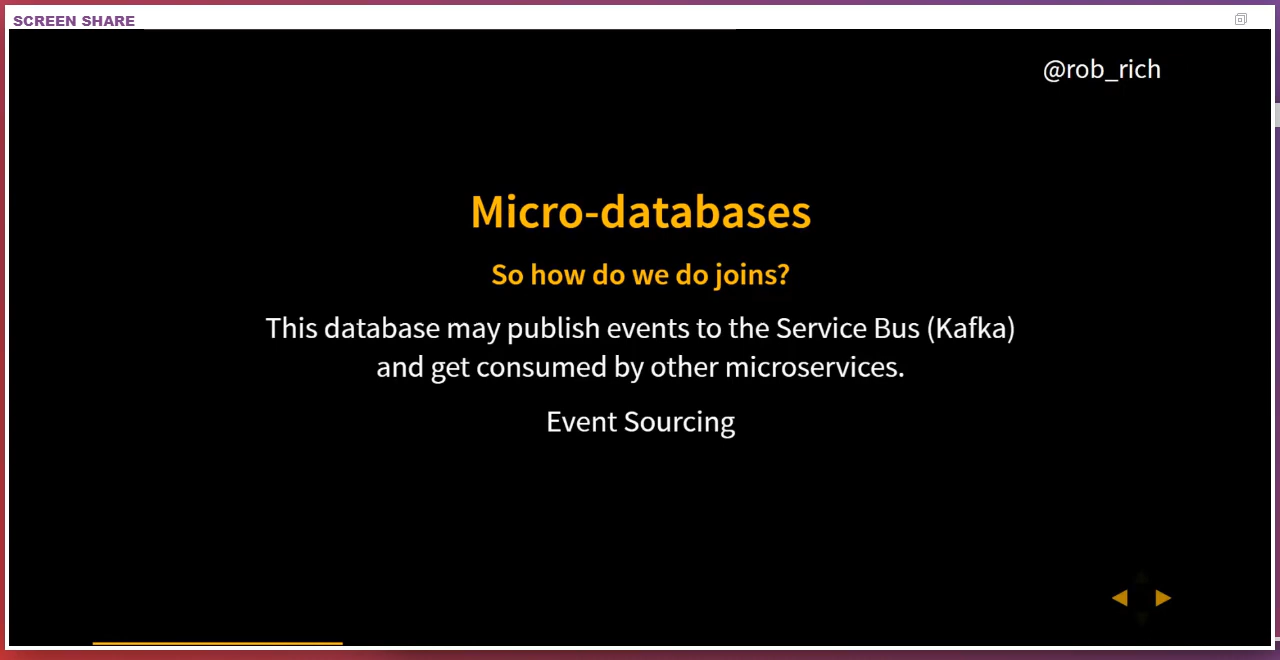 SCREEN SHARE
@rob_rich
Micro-databases
So how do we do joins?
This database may publish events to the Service Bus (Kafka)
and get consumed by other microservices.
Event Sourcing